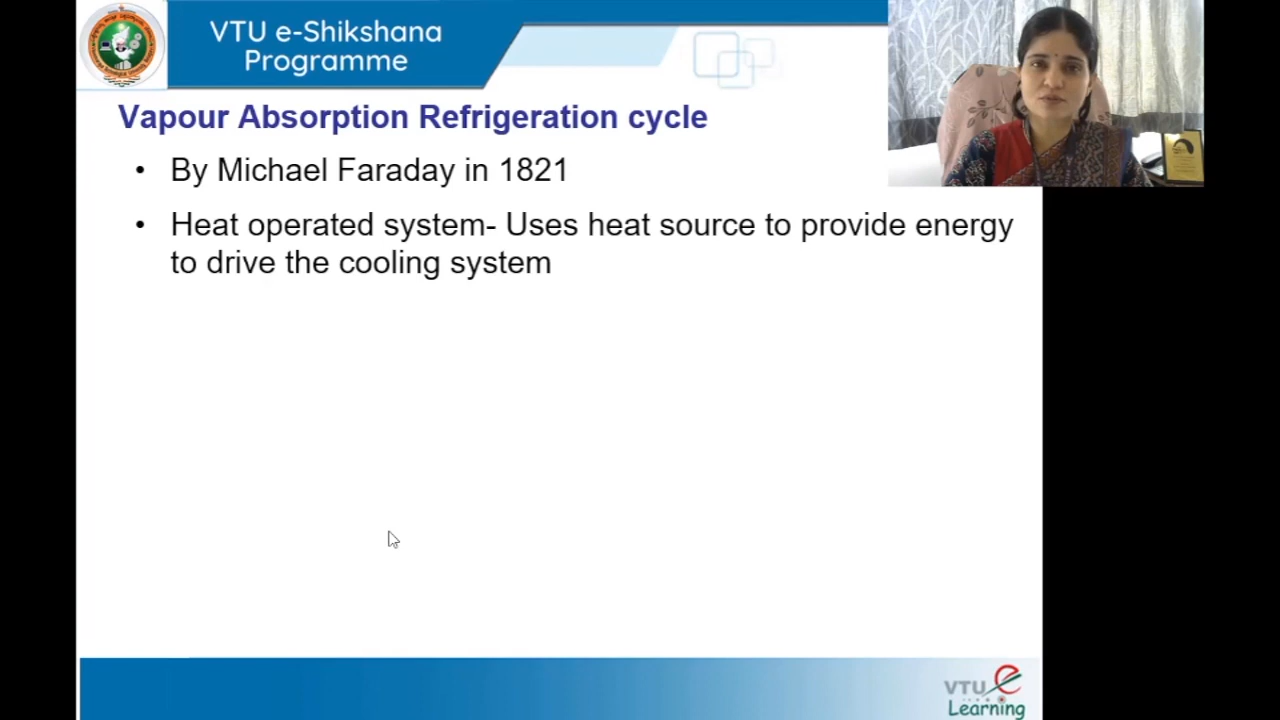 VTU e-Shikshana
Programme
Vapour Absorption Refrigeration cycle
• By Michael Faraday in 1821
• Heat operated system- Uses heat source to provide energy
to drive the cooling system
VTU e
Learning